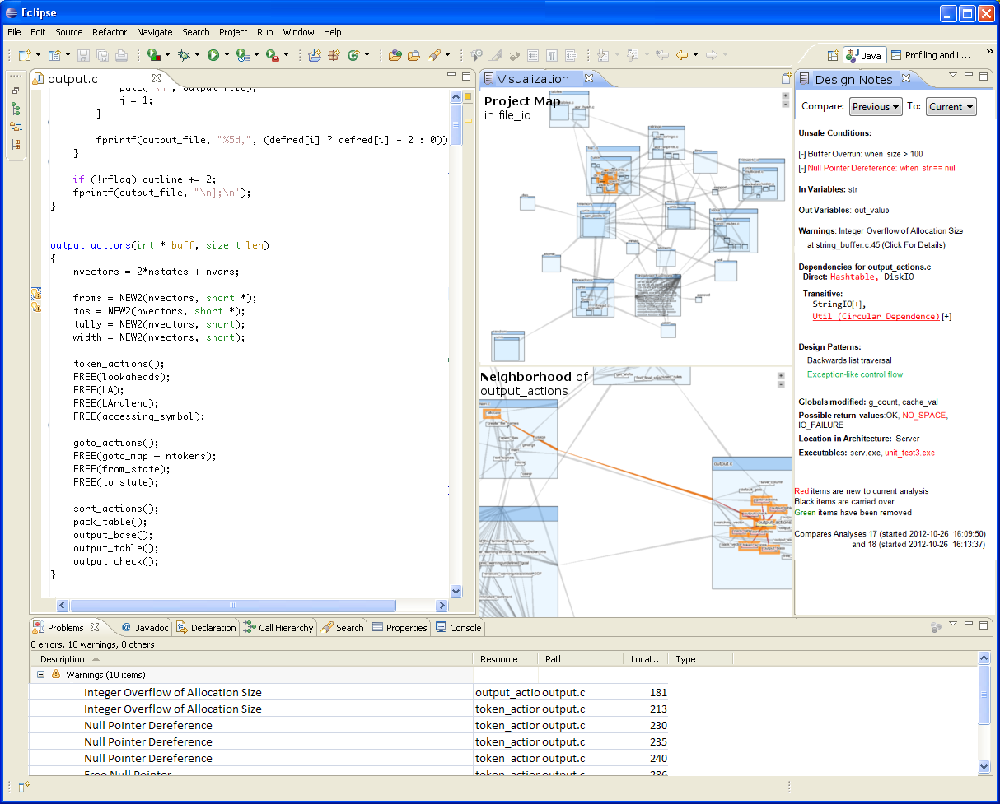 Eclipse
File Edit Source Refactor Navigate Search Project Run Window Help
Java
Profiling and L...
»
output.c
j = 1;
}
fprintf(output_file, "%5d,", (defred[i] ? defred[i] - 2 : 0))
}
if (!rflag) outline += 2;
fprintf(output_file, "\n};\n");
}
output_actions(int * buff, size_t len)
{
nvectors = 2*nstates + nvars;
froms = NEW2(nvectors, short *);
tos = NEW2(nvectors, short *);
tally = NEW2(nvectors, short);
width = NEW2(nvectors, short);
token_actions();
FREE(lookaheads);
FREE(LA);
FREE(LAruleno);
FREE(accessing_symbol);
goto_actions();
FREE(goto_map + ntokens);
FREE(from_state);
FREE(to_state);
sort_actions();
pack_table();
output_base();
output_table();
output_check();
}
Visualization
Project Map
in file_io
Neighborhood of
output_actions
output.c
save_column
default_goto
goto_actions
matching_vector
output_actions
pack_vector
token_actions
Design Notes
Compare: Previous To: Current
Unsafe Conditions:
[-] Buffer Overrun: when size > 100
[-] Null Pointer Dereference: when str == null
In Variables: str
Out Variables: out_value
Warnings: Integer Overflow of Allocation Size
at string_buffer.c:45 (Click For Details)
Dependencies for output_actions.c
Direct: Hashtable, DiskIO
Transitive:
StringIO[+],
Util (Circular Dependence)[+]
Design Patterns:
Backwards list traversal
Exception-like control flow
Globals modified: g_count, cache_val
Possible return values:OK, NO_SPACE,
IO_FAILURE
Location in Architecture: Server
Executables: serv.exe, unit_test3.exe
Red items are new to current analysis
Black items are carried over
Green items have been removed
Compares Analyses 17 (started 2012-10-26 16:09:50)
and 18 (started 2012-10-26 16:13:37)
Problems @ Javadoc Declaration Call Hierarchy Search Properties Console
0 errors, 10 warnings, 0 others
Description Resource Path Locat... Type
Warnings (10 items)
Integer Overflow of Allocation Size output_actio output.c 181
Integer Overflow of Allocation Size token_action output.c 213
Null Pointer Dereference token_action output.c 230
Null Pointer Dereference token_action output.c 235
Null Pointer Dereference token_action output.c 240
Free Null Pointer token_action output.c 286